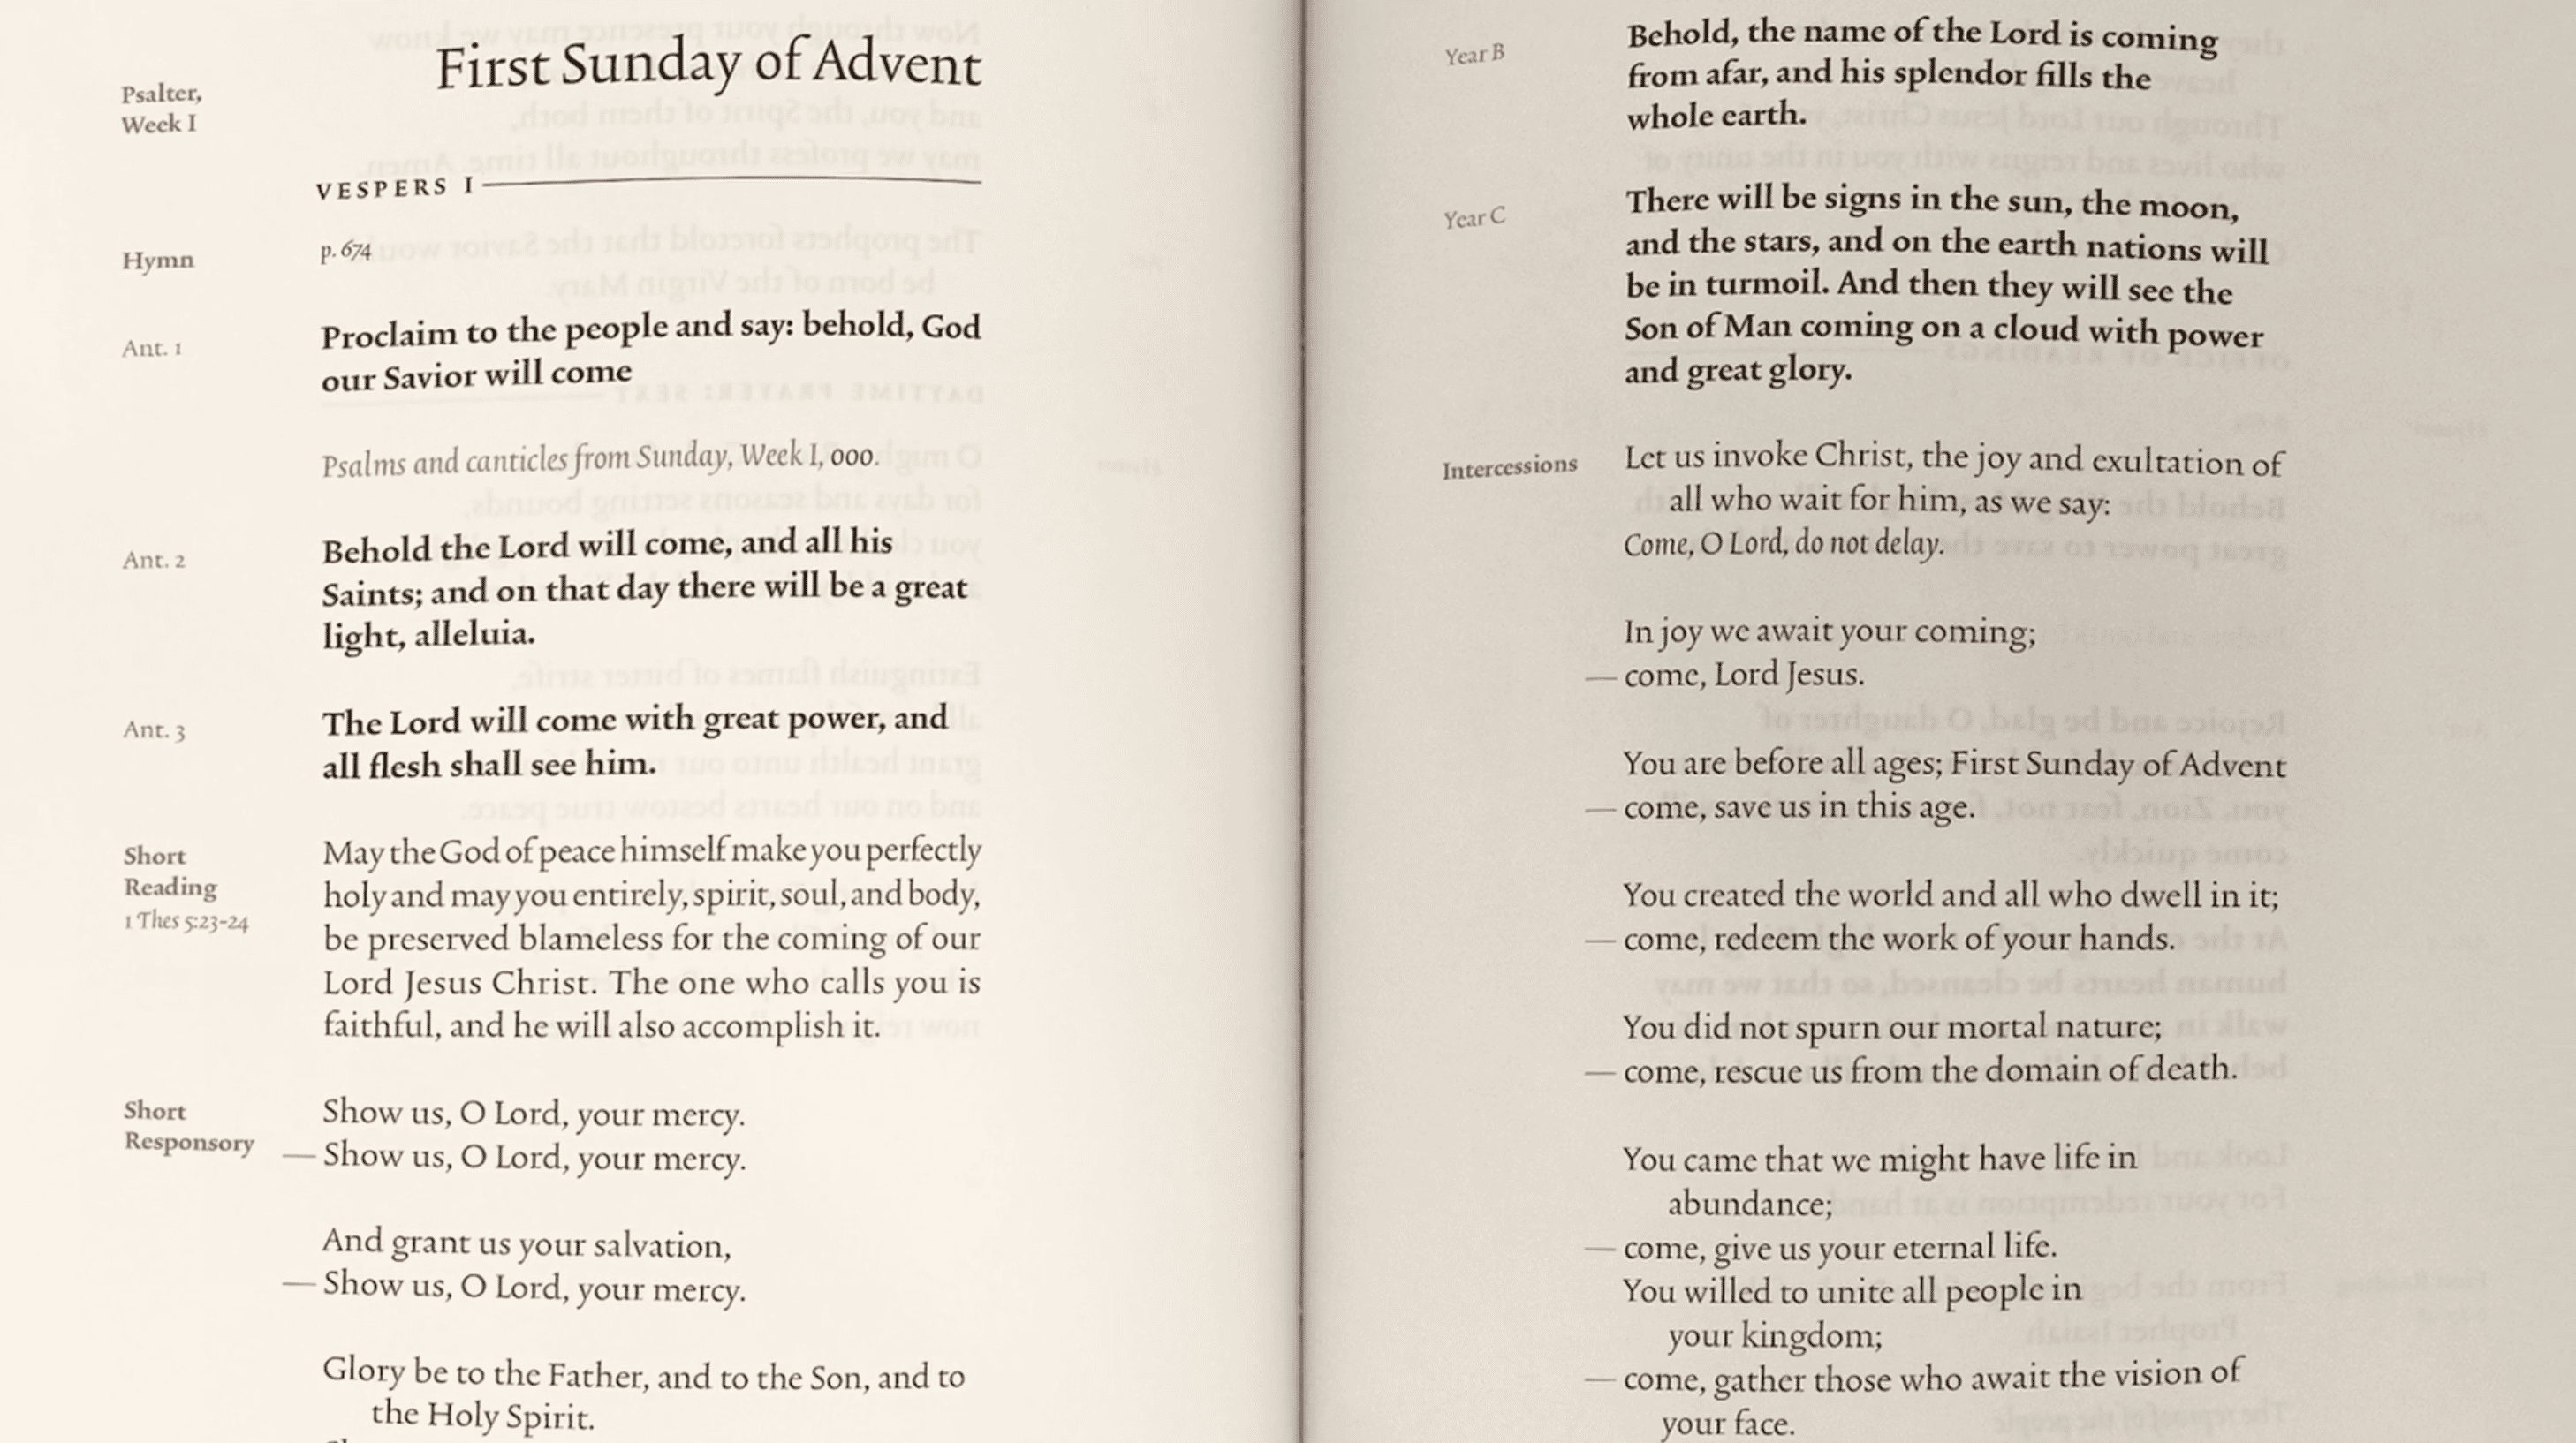 First Sunday of Advent
Psalter,
Week I
VESPERS I
Hymn
p. 674
Ant. 1
Proclaim to the people and say: behold, God
our Savior will come
Psalms and canticles from Sunday, Week I, 000.
Ant. 2
Behold the Lord will come, and all his
Saints; and on that day there will be a great
light, alleluia.
Ant. 3
The Lord will come with great power, and
all flesh shall see him.
Short
Reading
1 Thes 5:23-24
May the God of peace himself make you perfectly
holy and may you entirely, spirit, soul, and body,
be preserved blameless for the coming of our
Lord Jesus Christ. The one who calls you is
faithful, and he will also accomplish it.
Short
Responsory
Show us, O Lord, your mercy.
— Show us, O Lord, your mercy.
And grant us your salvation,
— Show us, O Lord, your mercy.
Glory be to the Father, and to the Son, and to
the Holy Spirit.
Year B
Behold, the name of the Lord is coming
from afar, and his splendor fills the
whole earth.
Year C
There will be signs in the sun, the moon,
and the stars, and on the earth nations will
be in turmoil. And then they will see the
Son of Man coming on a cloud with power
and great glory.
Intercessions
Let us invoke Christ, the joy and exultation of
all who wait for him, as we say:
Come, O Lord, do not delay.
In joy we await your coming;
— come, Lord Jesus.
You are before all ages; First Sunday of Advent
— come, save us in this age.
You created the world and all who dwell in it;
— come, redeem the work of your hands.
You did not spurn our mortal nature;
— come, rescue us from the domain of death.
You came that we might have life in
abundance;
— come, give us your eternal life.
You willed to unite all people in
your kingdom;
— come, gather those who await the vision of
your face.